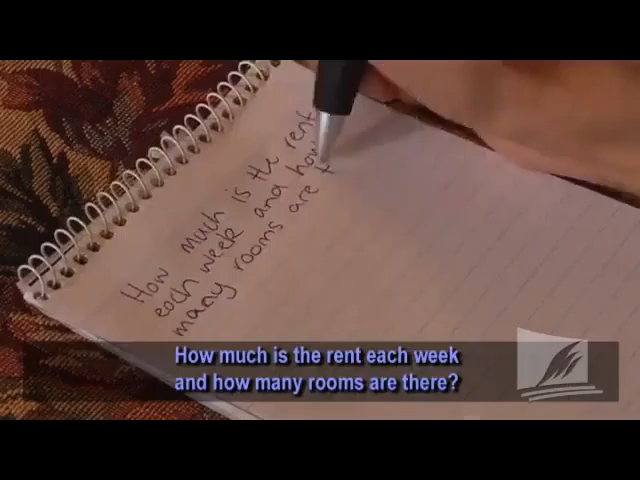 How much is the rent
each week and how
many rooms are t
How much is the rent each week
and how many rooms are there?